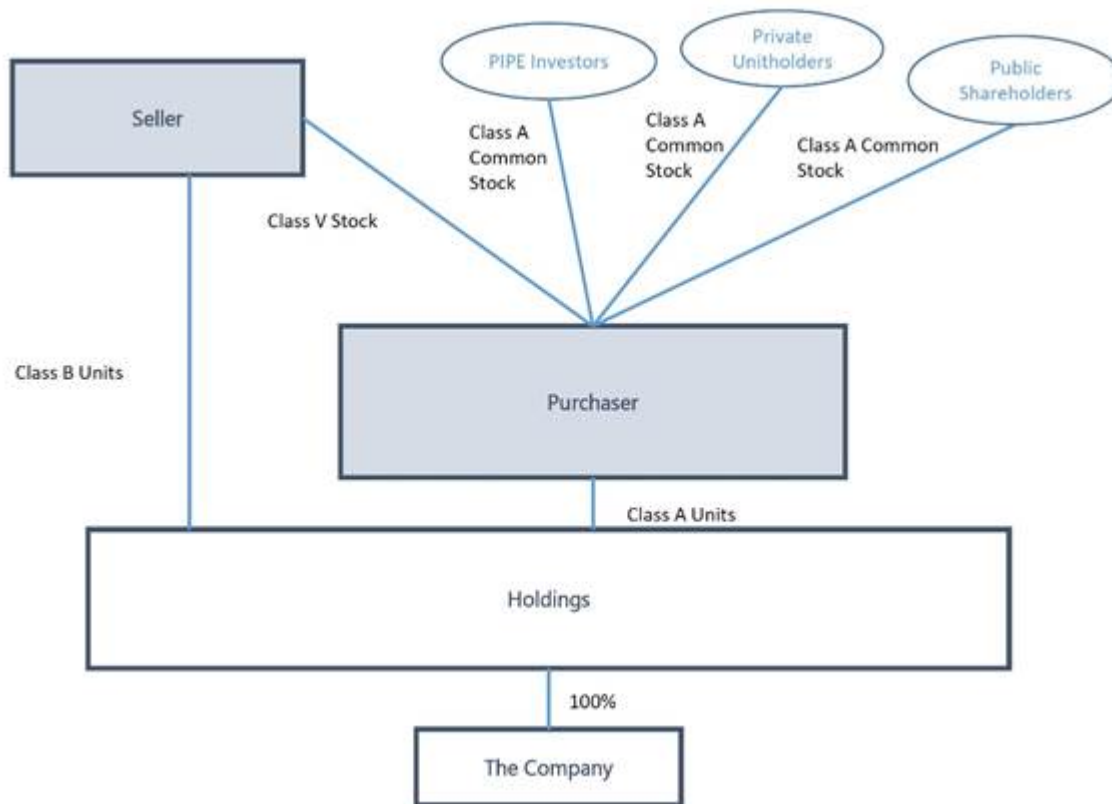 PIPE Investors
Private
Unitholders
Public
Shareholders
Seller
Class A
Common
Stock
Class A
Common
Stock
Class A Common
Stock
Class V Stock
Class B Units
Purchaser
Class A Units
Holdings
100%
The Company